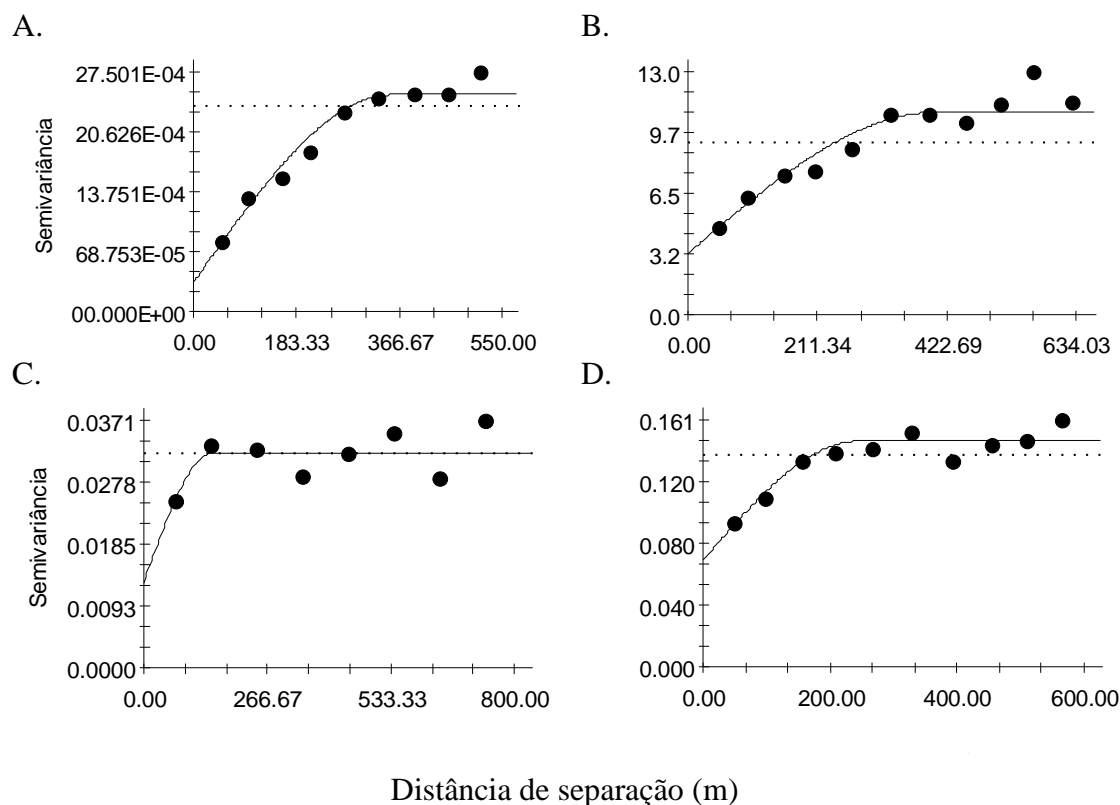 A.
27.501E-04
20.626E-04
13.751E-04
68.753E-05
00.000E+00
0.00 183.33 366.67 550.00
Semivariância
B.
13.0
9.7
6.5
3.2
0.0
0.00 211.34 422.69 634.03
C.
0.0371
0.0278
0.0185
0.0093
0.0000
0.00 266.67 533.33 800.00
Semivariância
D.
0.161
0.120
0.080
0.040
0.000
0.00 200.00 400.00 600.00
Distância de separação (m)